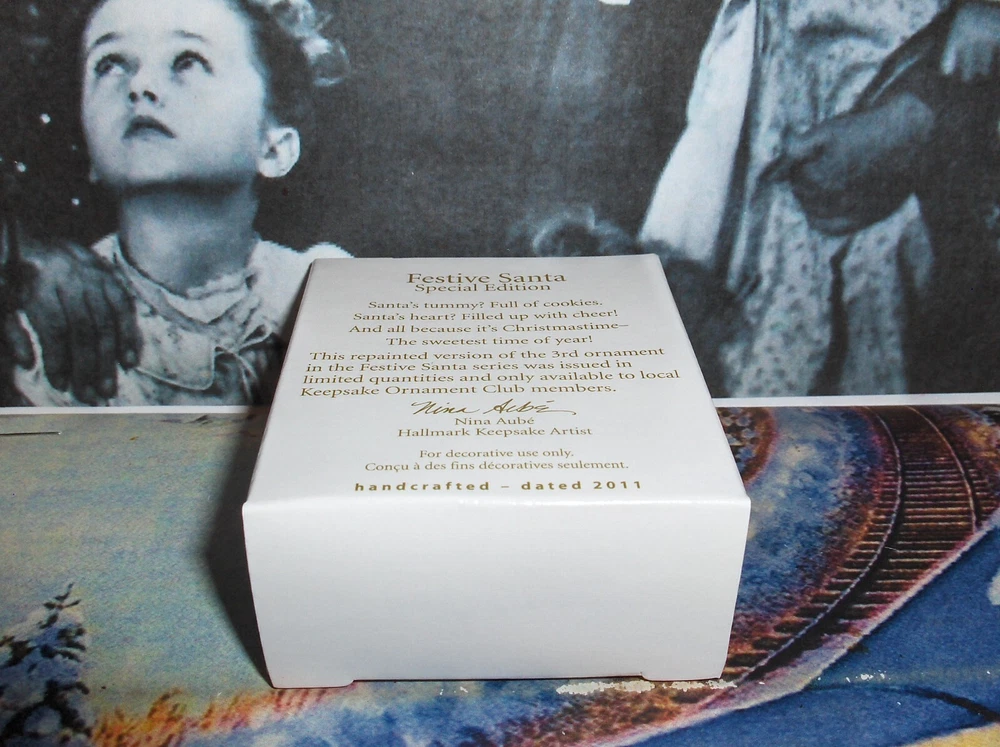 Festive Santa
Special Edition
Santa's tummy? Full of cookies.
Santa's heart? Filled up with cheer!
And all because it's Christmastime—
The sweetest time of year!
This repainted version of the 3rd ornament
in the Festive Santa series was issued in
limited quantities and only available to local
Keepsake Ornament Club members.
Nina Aubé
Nina Aubé
Hallmark Keepsake Artist
For decorative use only.
Conçu à des fins décoratives seulement.
handcrafted – dated 2011